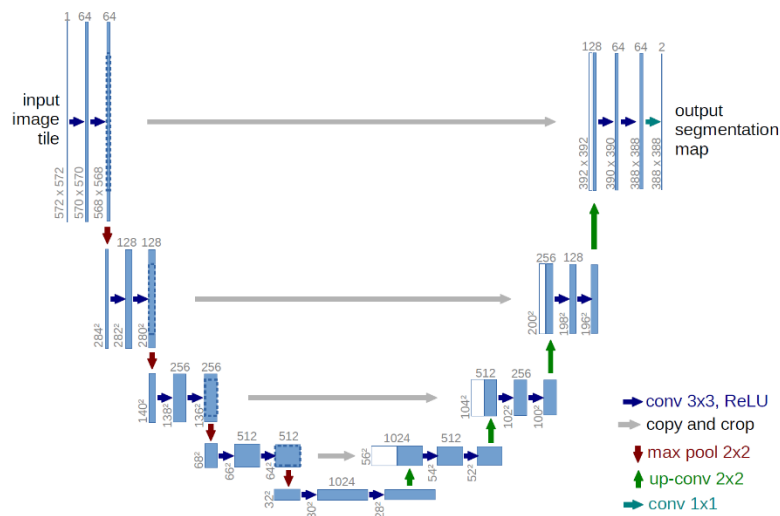 1 64 64
128 64 64 2
input
image
tile
output
segmentation
map
572 x 572
570 x 570
568 x 568
392 x 392
390 x 390
388 x 388
388 x 388
128 128
256 128
284²
282²
280²
200²
198²
196²
256 256
512 256
140²
138²
136²
104²
102²
100²
512 512
1024 512
68²
66²
64²
56²
54²
52²
1024
32²
30²
28²
conv 3x3, ReLU
copy and crop
max pool 2x2
up-conv 2x2
conv 1x1